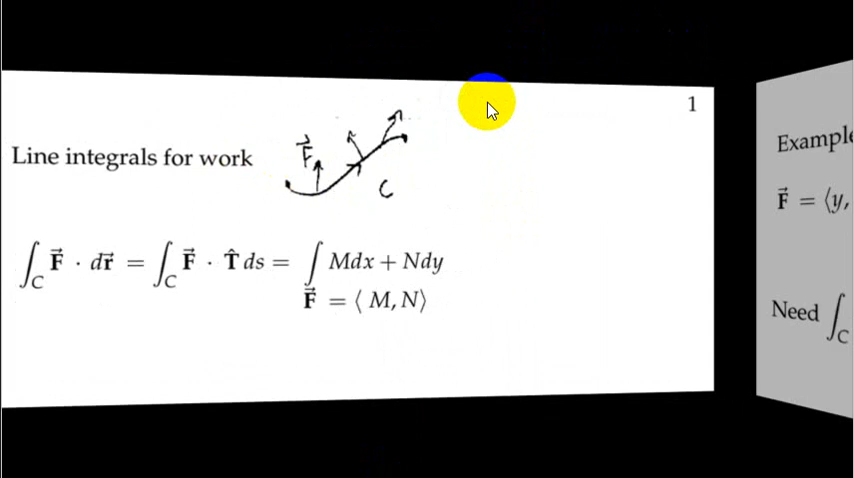 1
Line integrals for work
F⃗
C
∫_C F⃗ · dr⃗ = ∫_C F⃗ · T̂ ds = ∫ Mdx + Ndy
F⃗ = ⟨ M, N⟩
Example
F⃗ = ⟨y,
Need ∫_C